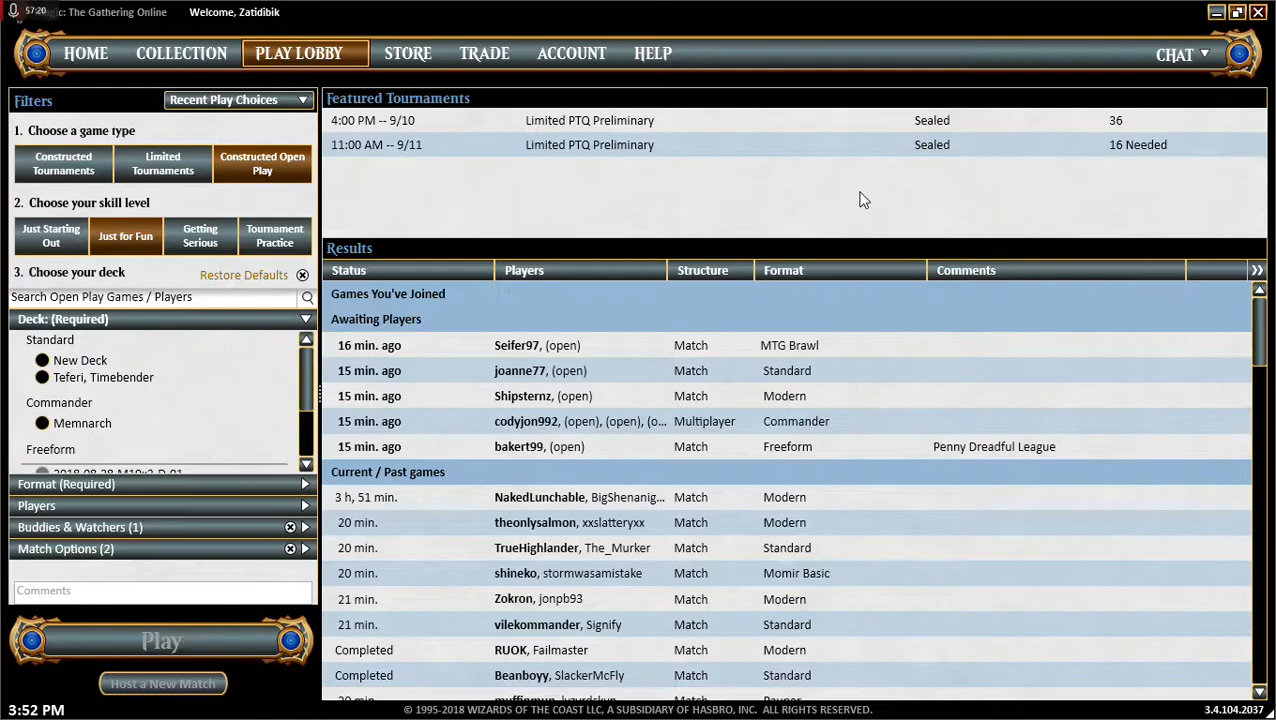 57:20
The Gathering Online
Welcome, Zatidibik
HOME COLLECTION PLAY LOBBY STORE TRADE ACCOUNT HELP CHAT
Filters
Recent Play Choices
1. Choose a game type
Constructed Tournaments
Limited Tournaments
Constructed Open Play
2. Choose your skill level
Just Starting Out
Just for Fun
Getting Serious
Tournament Practice
3. Choose your deck
Restore Defaults
Search Open Play Games / Players
Deck: (Required)
Standard
New Deck
Teferi, Timebender
Commander
Memnarch
Freeform
Format (Required)
Players
Buddies & Watchers (1)
Match Options (2)
Comments
Play
Host a New Match
3:52 PM
Featured Tournaments
4:00 PM -- 9/10 Limited PTQ Preliminary Sealed 36
11:00 AM -- 9/11 Limited PTQ Preliminary Sealed 16 Needed
Results
Status Players Structure Format Comments
Games You've Joined
Awaiting Players
16 min. ago Seifer97, (open) Match MTG Brawl
15 min. ago joanne77, (open) Match Standard
15 min. ago Shipsternz, (open) Match Modern
15 min. ago codyjon992, (open), (open), (o... Multiplayer Commander
15 min. ago bakert99, (open) Match Freeform Penny Dreadful League
Current / Past games
3 h, 51 min. NakedLunchable, BigShenanig... Match Modern
20 min. theonlysalmon, xxslatteryxx Match Modern
20 min. TrueHighlander, The_Murker Match Standard
20 min. shineko, stormwasamistake Match Momir Basic
21 min. Zokron, jonpb93 Match Modern
21 min. vilekommander, Signify Match Standard
Completed RUOK, Failmaster Match Modern
Completed Beanboyy, SlackerMcFly Match Standard
© 1995-2018 WIZARDS OF THE COAST LLC, A SUBSIDIARY OF HASBRO, INC. ALL RIGHTS RESERVED.
3.4.104.2037